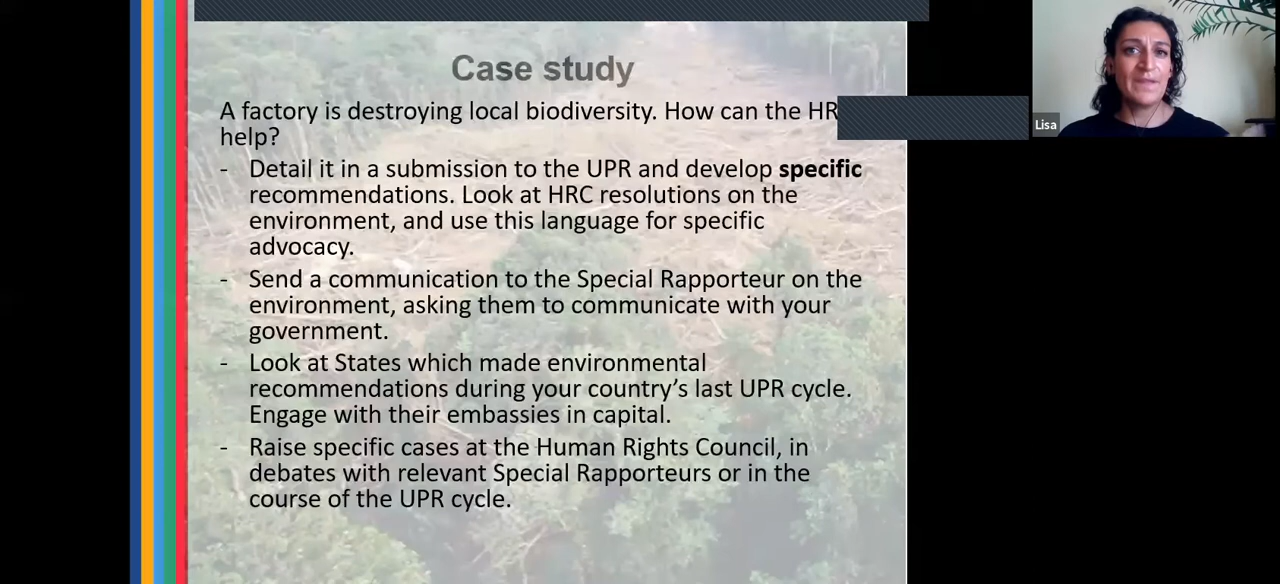 Case study
A factory is destroying local biodiversity. How can the HR
help?
- Detail it in a submission to the UPR and develop specific
recommendations. Look at HRC resolutions on the
environment, and use this language for specific
advocacy.
- Send a communication to the Special Rapporteur on the
environment, asking them to communicate with your
government.
- Look at States which made environmental
recommendations during your country’s last UPR cycle.
Engage with their embassies in capital.
- Raise specific cases at the Human Rights Council, in
debates with relevant Special Rapporteurs or in the
course of the UPR cycle.
Lisa